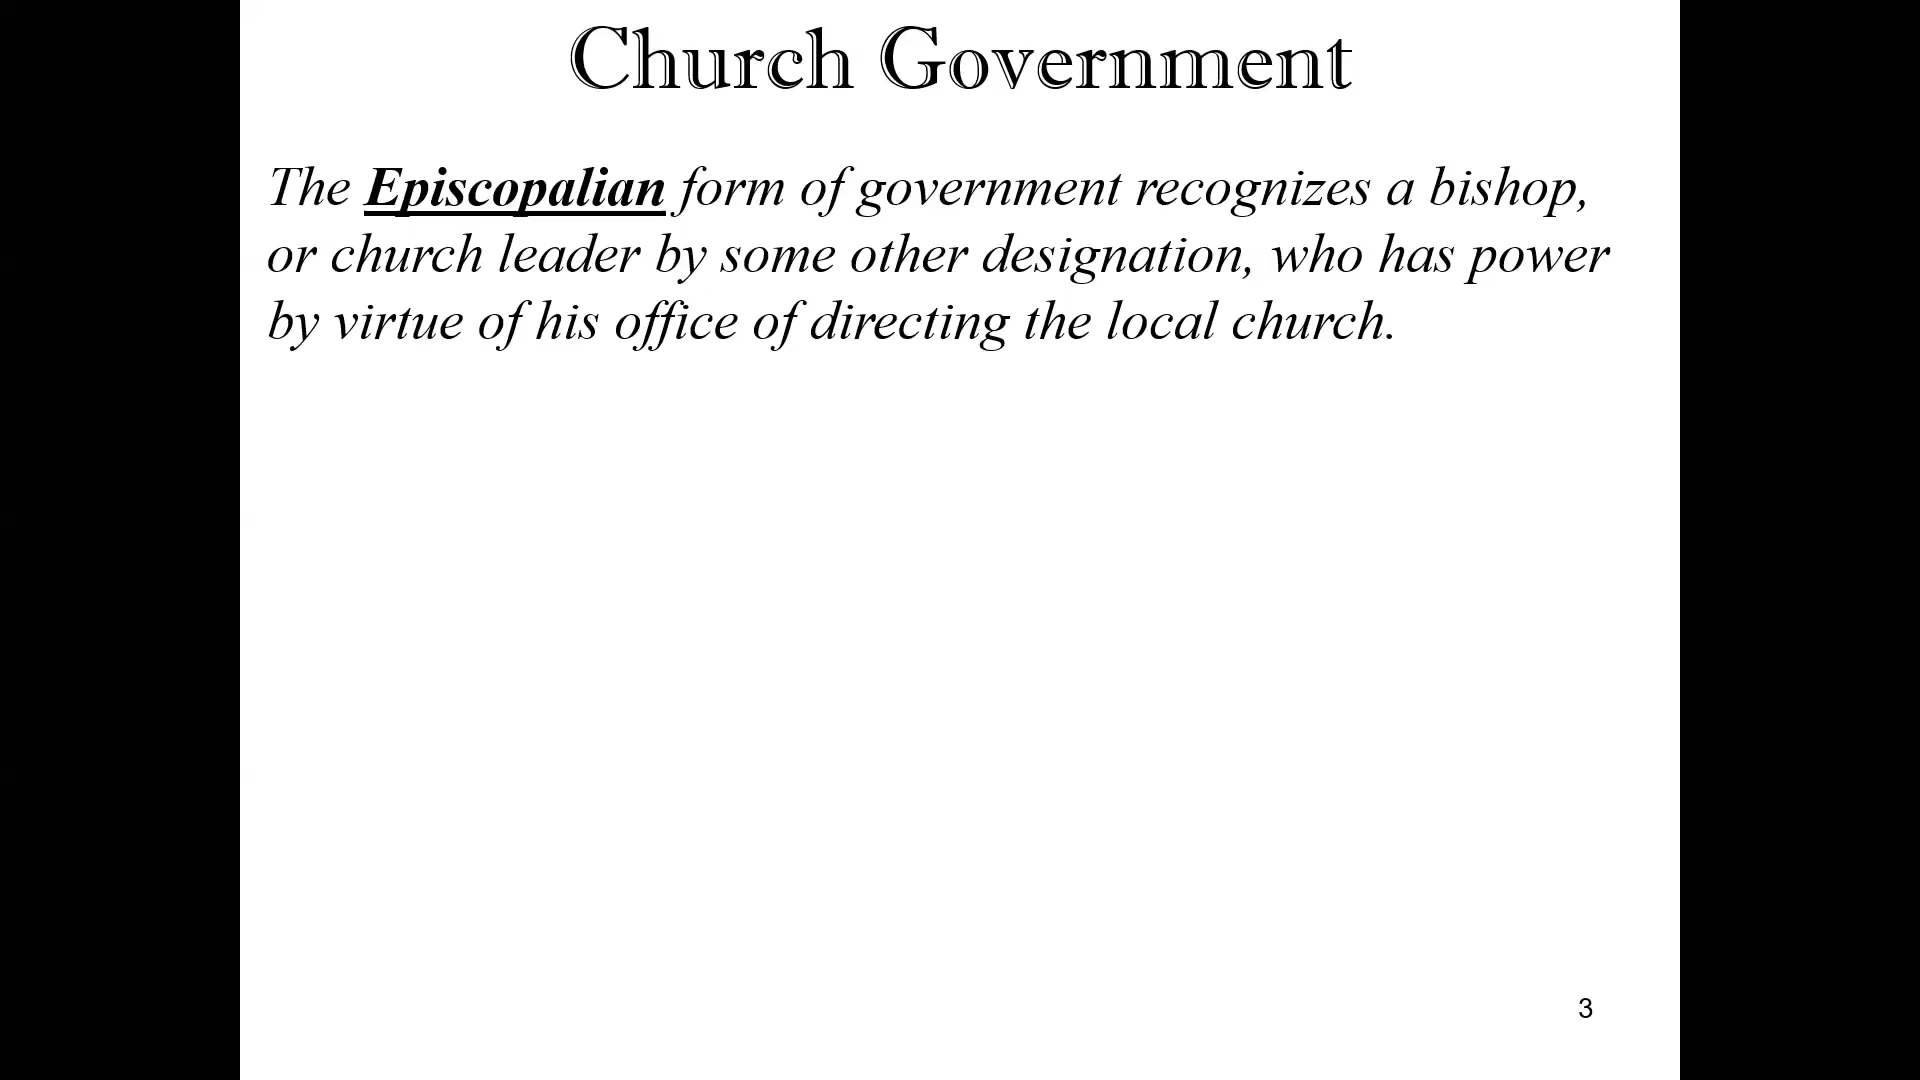 Church Government
The Episcopalian form of government recognizes a bishop,
or church leader by some other designation, who has power
by virtue of his office of directing the local church.
3